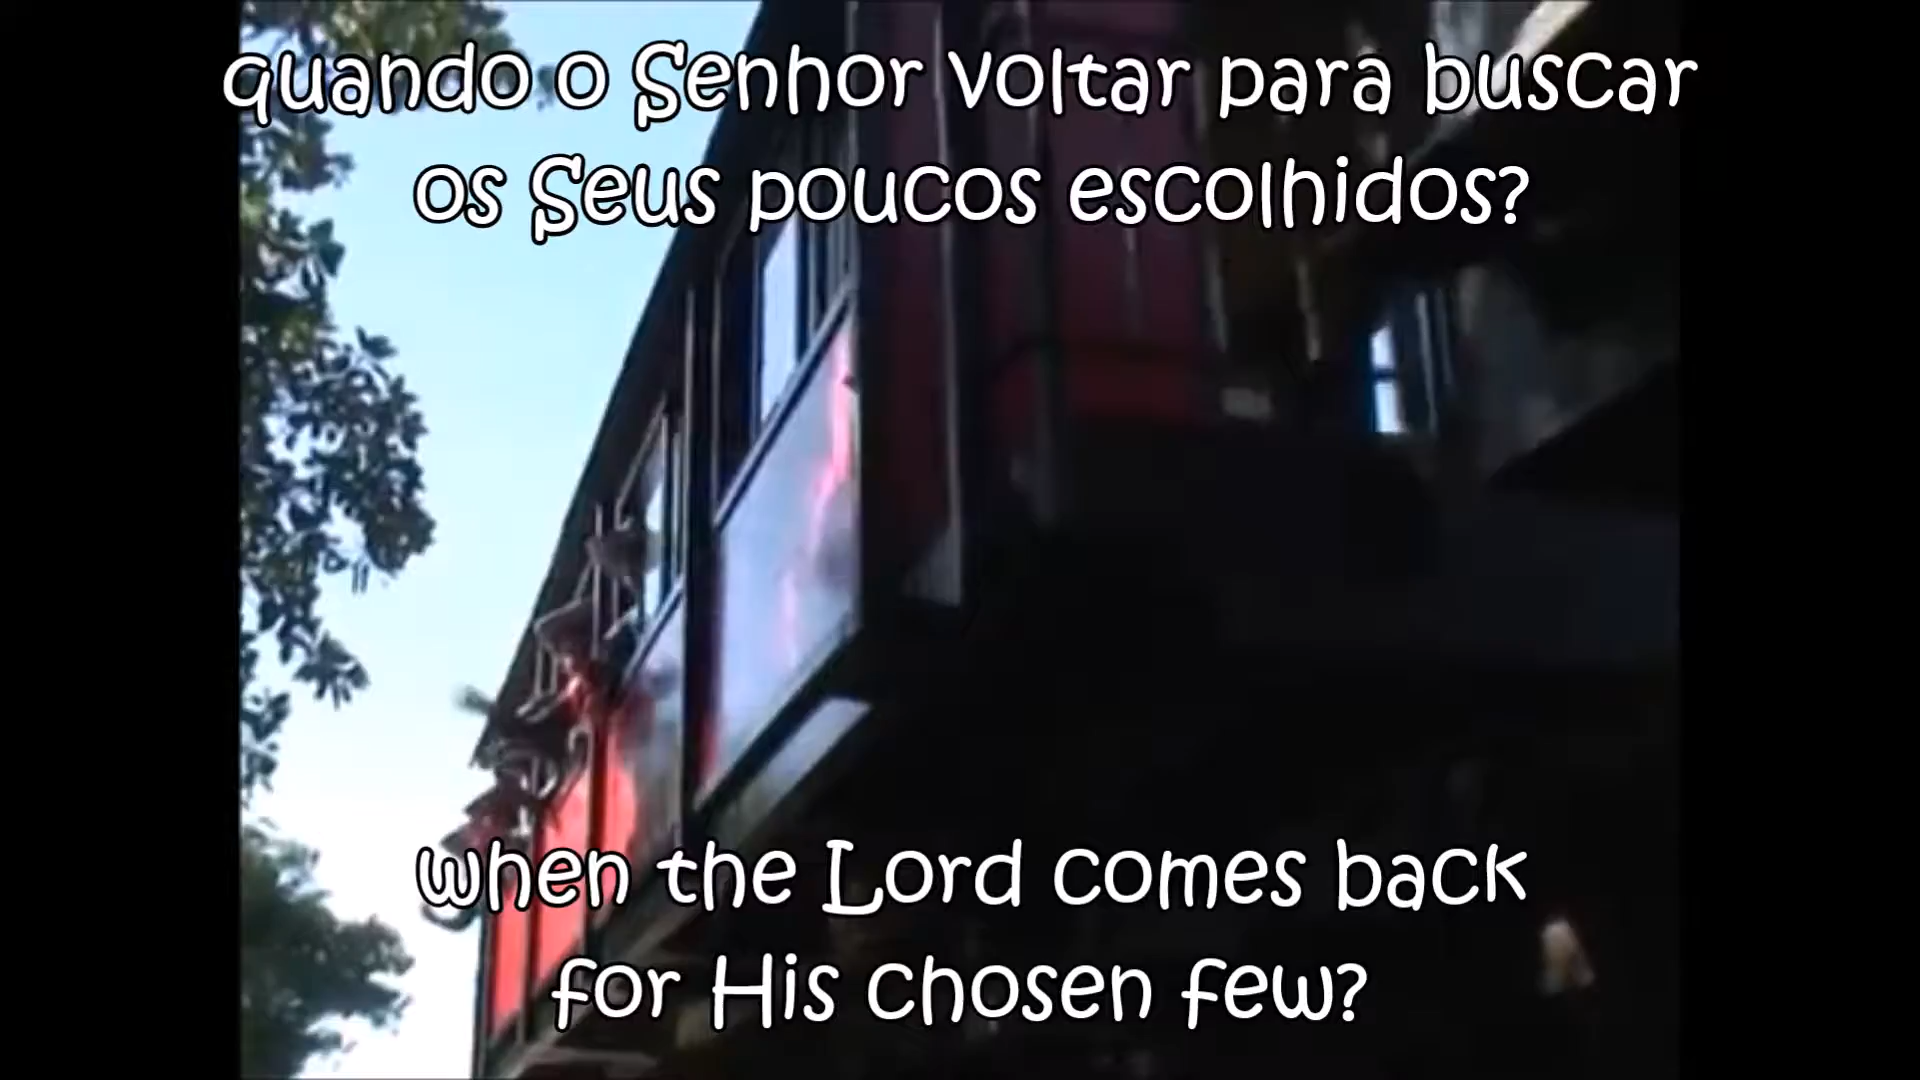 quando o Senhor voltar para buscar
os Seus poucos escolhidos?
when the Lord comes back
for His chosen few?